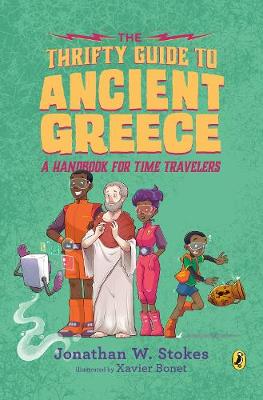 THE
THRIFTY GUIDE TO
ANCIENT
GREECE
A HANDBOOK FOR TIME TRAVELERS
Jonathan W. Stokes
illustrated by Xavier Bonet